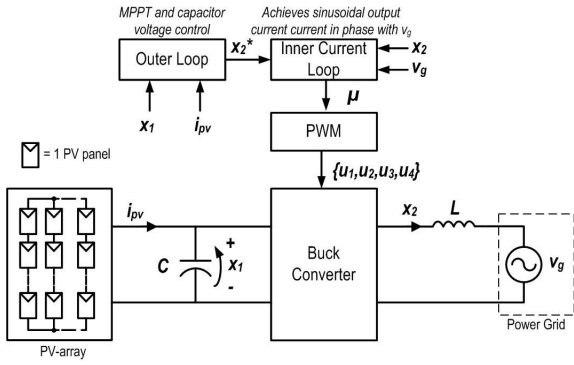 MPPT and capacitor
voltage control
Achieves sinusoidal output
current current in phase with vg
Outer Loop
x2*
Inner Current
Loop
x2
vg
x1
ipv
μ
PWM
= 1 PV panel
{u1,u2,u3,u4}
ipv
C
+
x1
-
Buck
Converter
x2
L
vg
Power Grid
PV-array